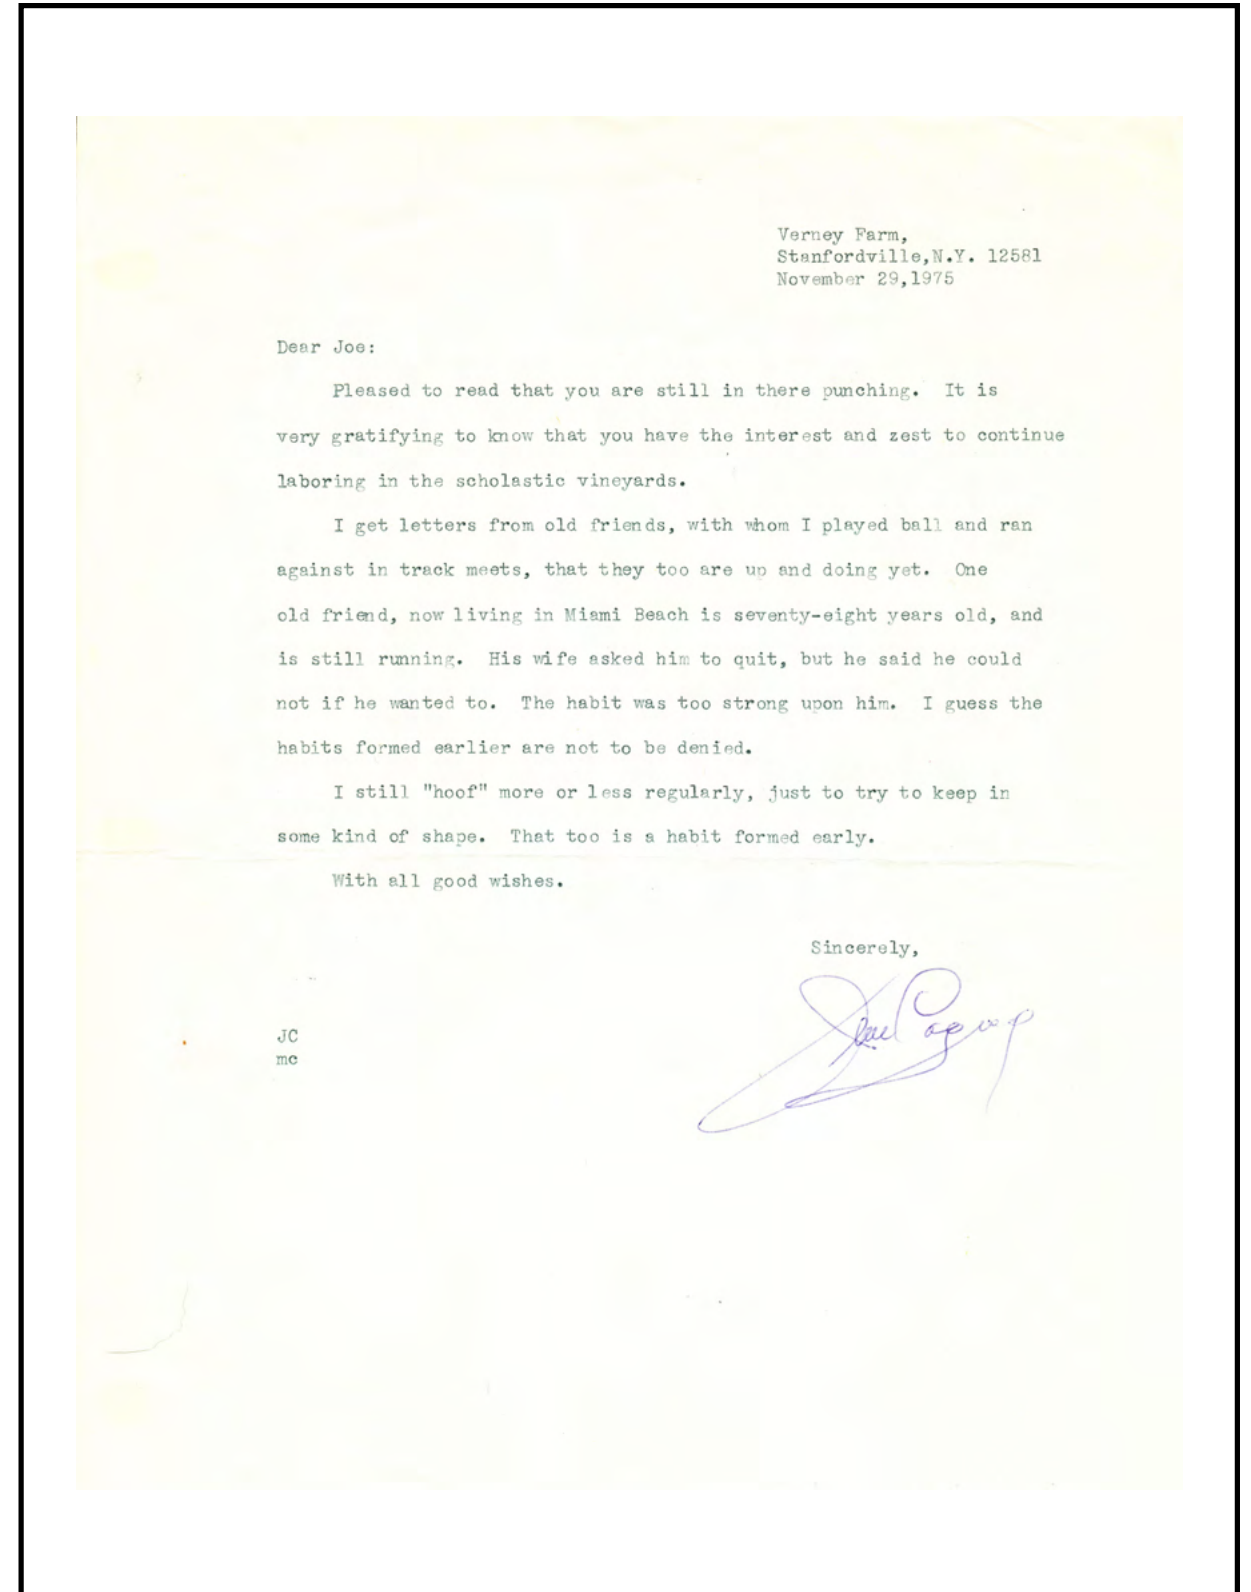 Verney Farm,
Stanfordville,N.Y. 12581
November 29,1975
Dear Joe:
Pleased to read that you are still in there punching. It is
very gratifying to know that you have the interest and zest to continue
laboring in the scholastic vineyards.
I get letters from old friends, with whom I played ball and ran
against in track meets, that they too are up and doing yet. One
old friend, now living in Miami Beach is seventy-eight years old, and
is still running. His wife asked him to quit, but he said he could
not if he wanted to. The habit was too strong upon him. I guess the
habits formed earlier are not to be denied.
I still "hoof" more or less regularly, just to try to keep in
some kind of shape. That too is a habit formed early.
With all good wishes.
Sincerely,
JC
mc